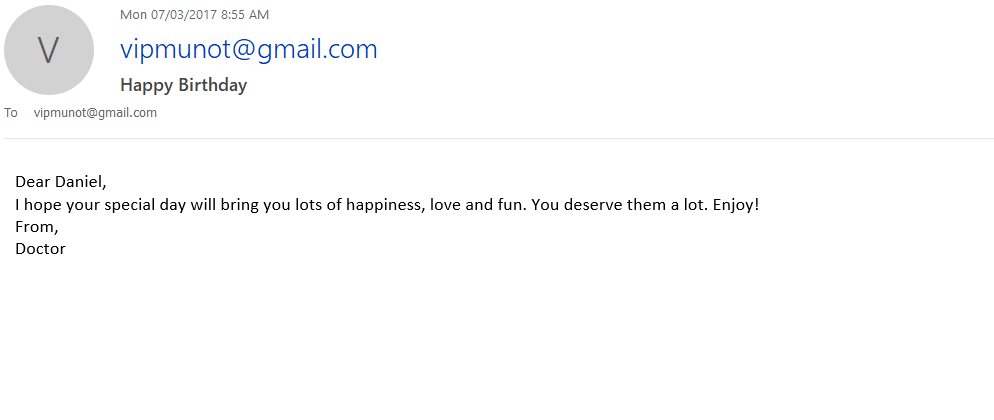 Mon 07/03/2017 8:55 AM
V
vipmunot@gmail.com
Happy Birthday
To vipmunot@gmail.com
Dear Daniel,
I hope your special day will bring you lots of happiness, love and fun. You deserve them a lot. Enjoy!
From,
Doctor